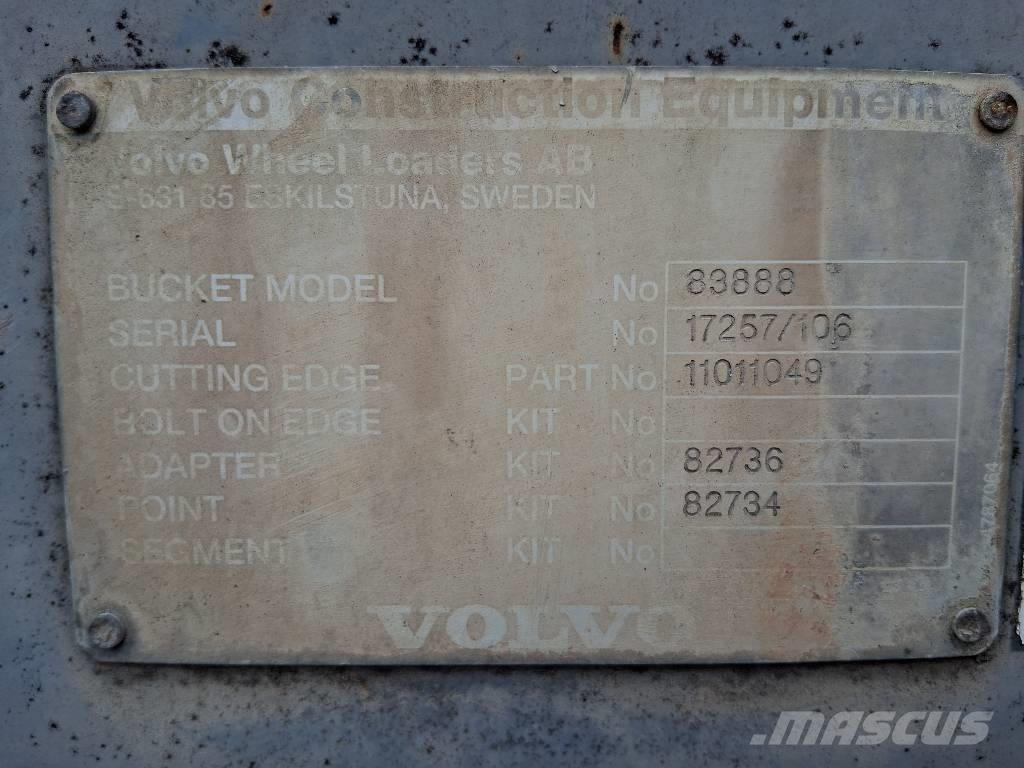 Volvo Construction Equipment
Volvo Wheel Loaders AB
S-631 85 ESKILSTUNA, SWEDEN
BUCKET MODEL No 83888
SERIAL No 17257/106
CUTTING EDGE PART No 11011049
BOLT ON EDGE KIT No
ADAPTER KIT No 82736
POINT KIT No 82734
SEGMENT KIT No
VOLVO
MASCUS